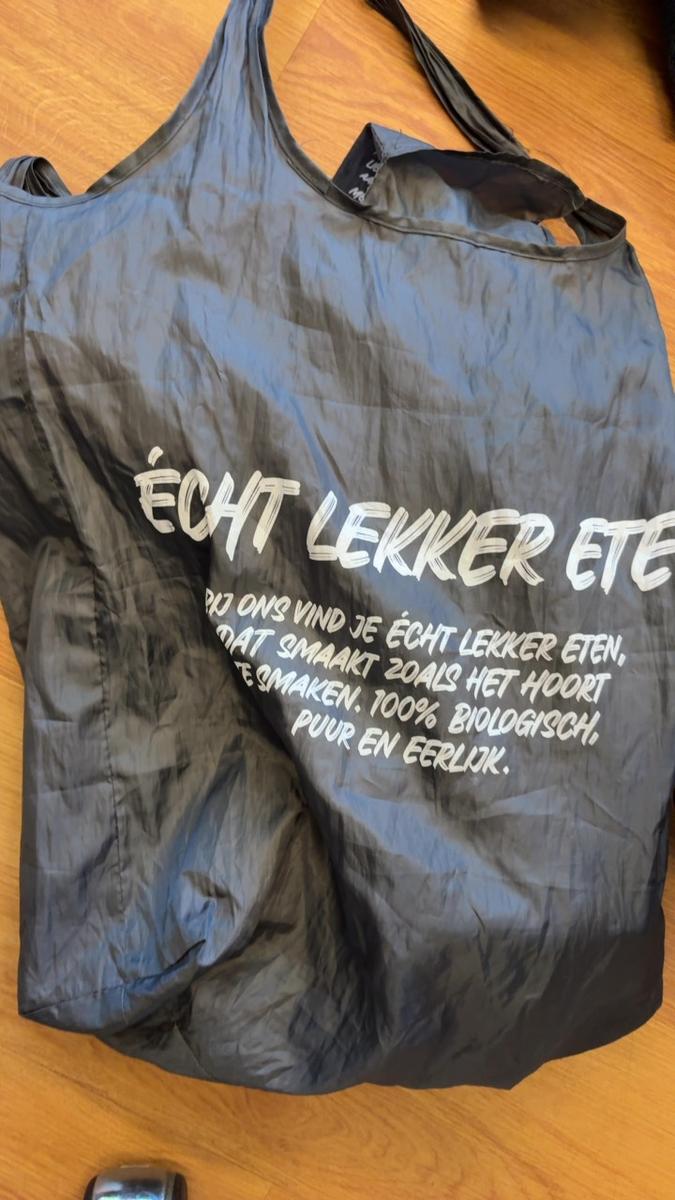 ÉCHT LEKKER ETE
BIJ ONS VIND JE ÉCHT LEKKER ETEN,
DAT SMAAKT ZOALS HET HOORT
TE SMAKEN. 100% BIOLOGISCH,
PUUR EN EERLIJK.